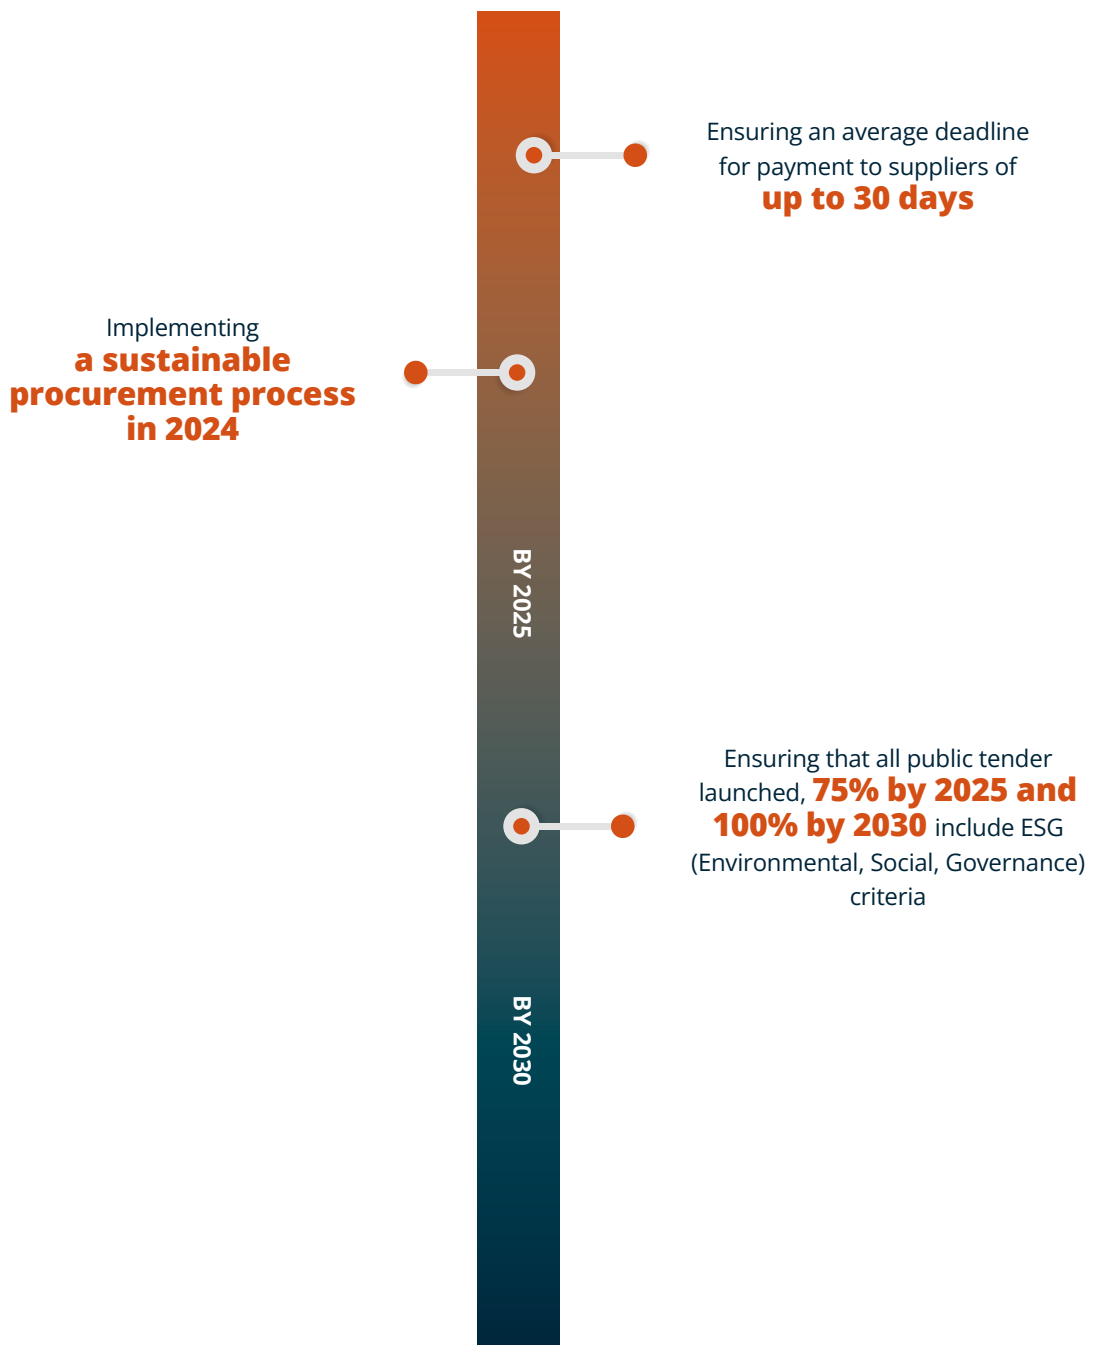 Ensuring an average deadline
for payment to suppliers of
up to 30 days
Implementing
a sustainable
procurement process
in 2024
BY 2025
Ensuring that all public tender
launched, 75% by 2025 and
100% by 2030 include ESG
(Environmental, Social, Governance)
criteria
BY 2030